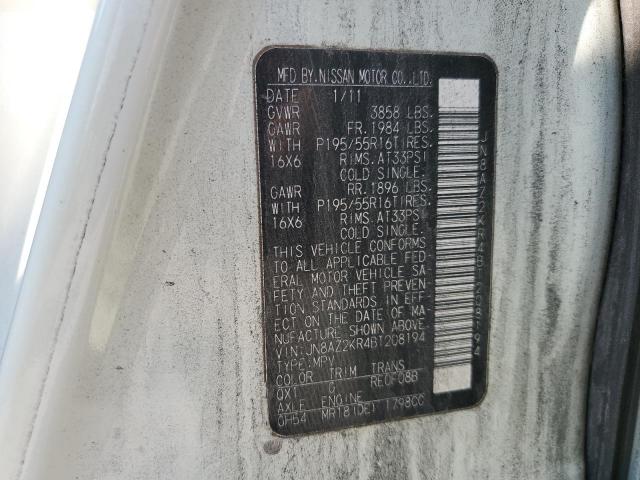 MFD BY NISSAN MOTOR CO.,LTD.
DATE 1/11
GVWR 3858 LBS.
GAWR FR.1984 LBS.
WITH P195/55R16TIRES.
16X6 RIMS.AT33PSI
COLD SINGLE.
GAWR RR.1896 LBS.
WITH P195/55R16TIRES.
16X6 RIMS.AT33PSI
COLD SINGLE.
THIS VEHICLE CONFORMS
TO ALL APPLICABLE FED-
ERAL MOTOR VEHICLE SA-
FETY AND THEFT PREVEN-
TION STANDARDS IN EFF-
ECT ON THE DATE OF MA-
NUFACTURE SHOWN ABOVE.
VIN:JN8AZ2KR4BT208194
TYPE:MPV
COLOR TRIM TRANS
QX1 G RE0F08B
AXLE ENGINE
GH54 MR18(DE) 1798CC
JN8AZ2KR4BT208194